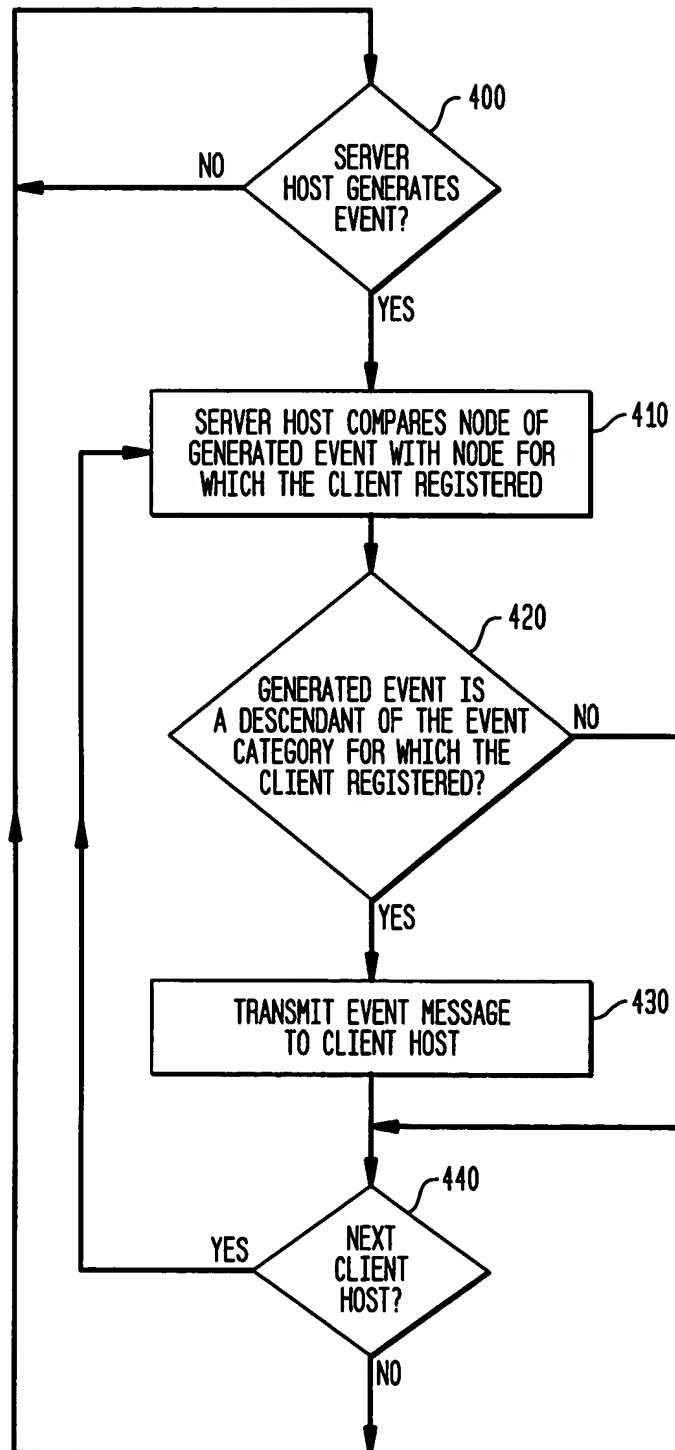 400
SERVER
HOST GENERATES
EVENT?
NO
YES
SERVER HOST COMPARES NODE OF
GENERATED EVENT WITH NODE FOR
WHICH THE CLIENT REGISTERED
410
420
GENERATED EVENT IS
A DESCENDANT OF THE EVENT
CATEGORY FOR WHICH THE
CLIENT REGISTERED?
NO
YES
TRANSMIT EVENT MESSAGE
TO CLIENT HOST
430
440
YES
NEXT
CLIENT
HOST?
NO